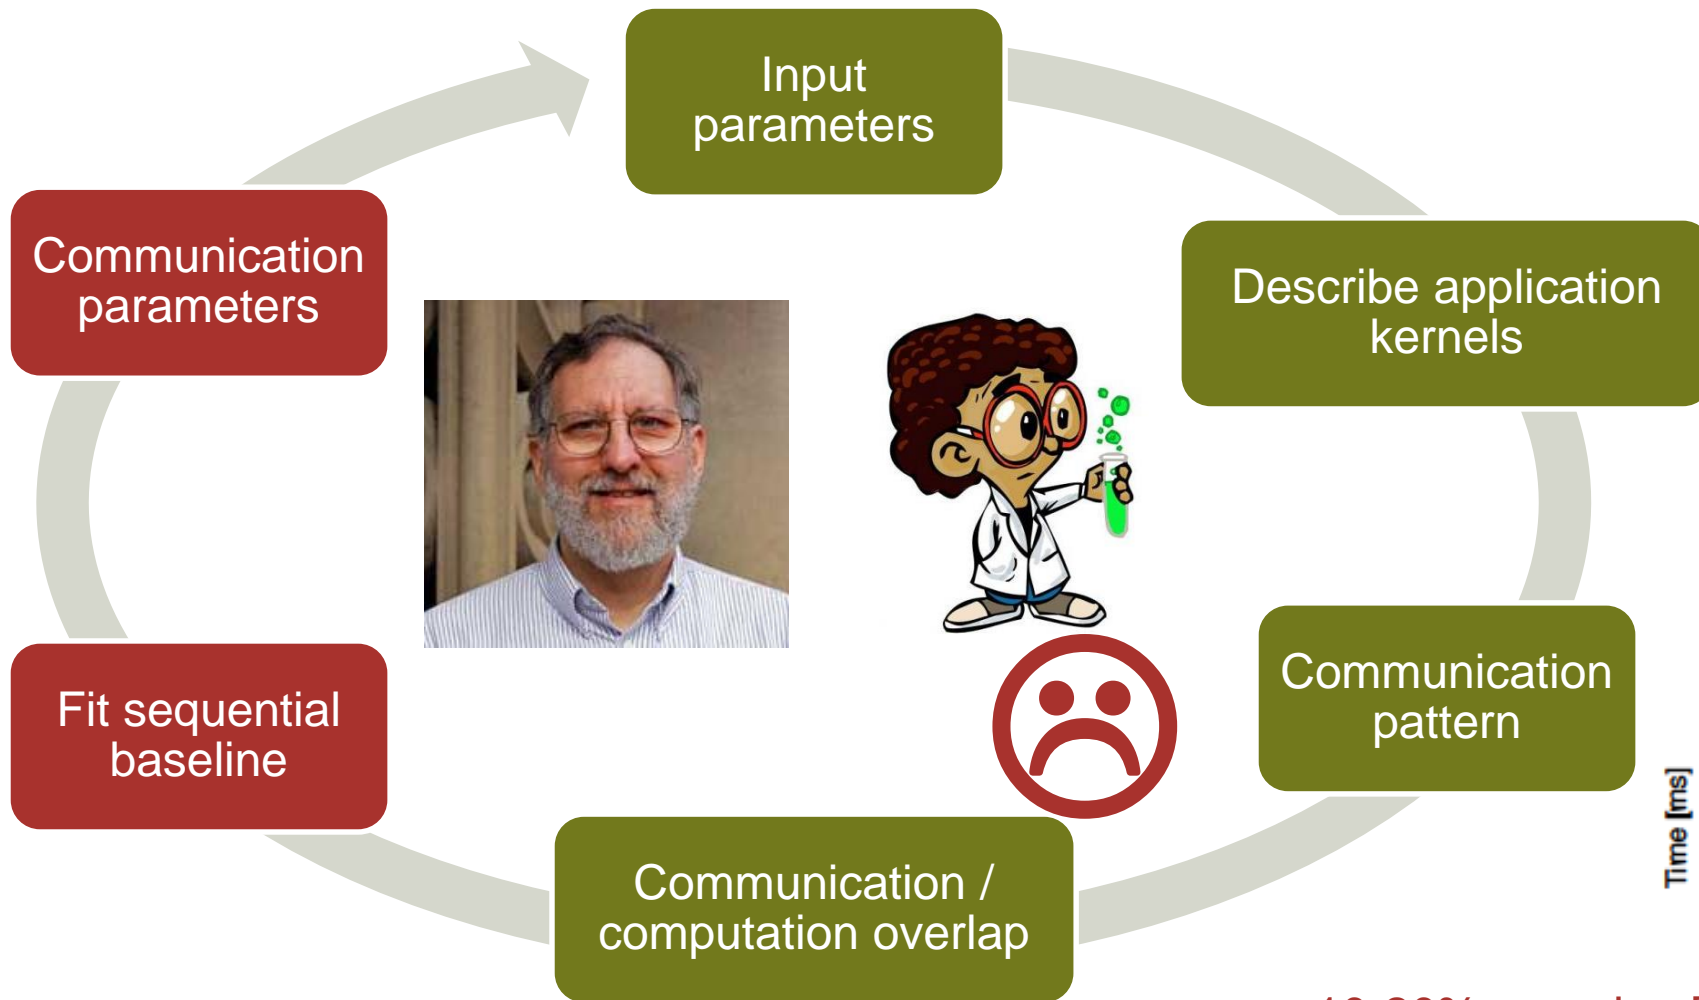 Input
parameters
Describe application
kernels
Communication
pattern
Communication /
computation overlap
Fit sequential
baseline
Communication
parameters
Time [ms]